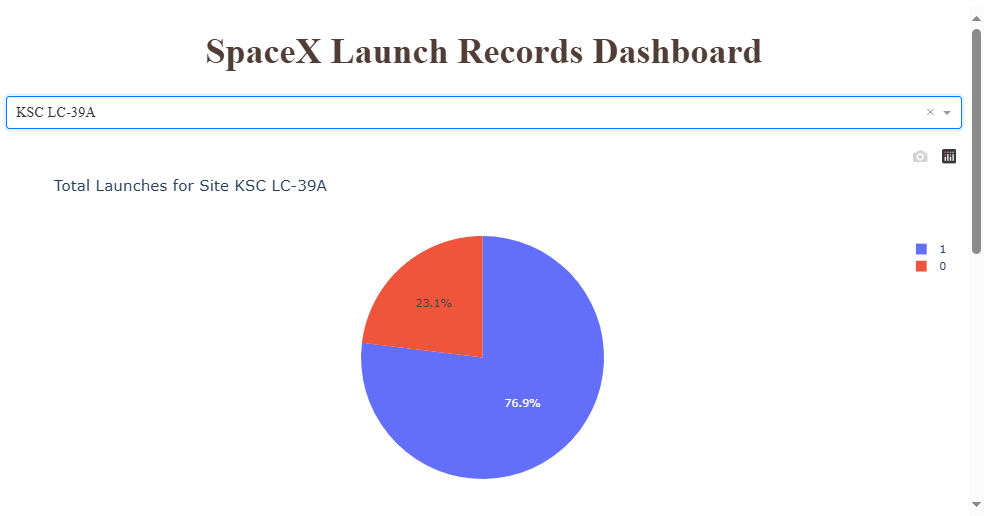 SpaceX Launch Records Dashboard
KSC LC-39A
Total Launches for Site KSC LC-39A
1
0
23.1%
76.9%